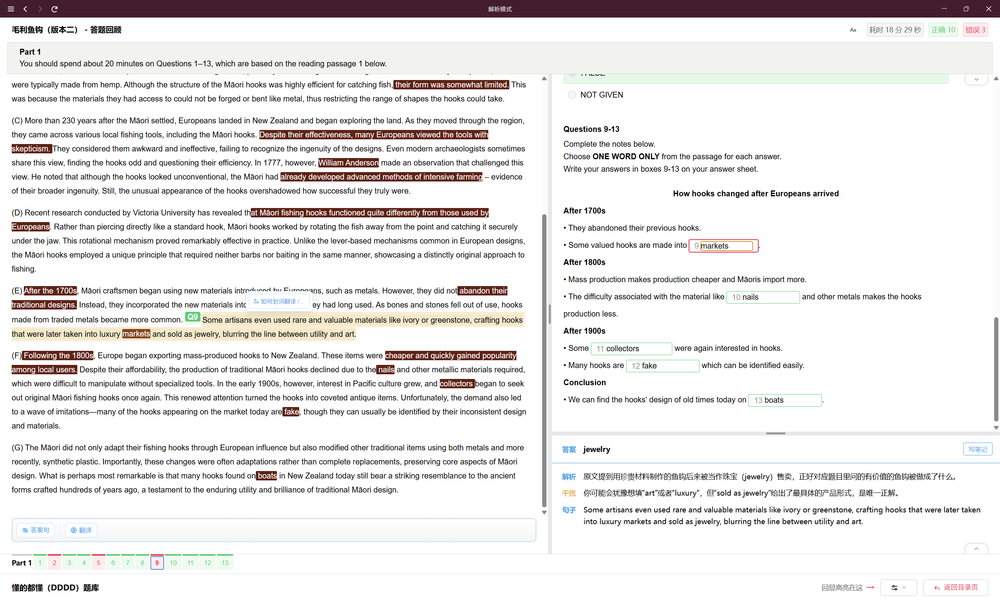 解析模式
毛利鱼钩（版本二） - 答题回顾
耗时 18 分 29 秒
正确 10
错误 3
Part 1
You should spend about 20 minutes on Questions 1–13, which are based on the reading passage 1 below.
were typically made from hemp. Although the structure of the Māori hooks was highly efficient for catching fish, their form was somewhat limited. This
was because the materials they had access to could not be forged or bent like metal, thus restricting the range of shapes the hooks could take.
(C) More than 230 years after the Māori settled, Europeans landed in New Zealand and began exploring the land. As they moved through the region,
they came across various local fishing tools, including the Māori hooks. Despite their effectiveness, many Europeans viewed the tools with
skepticism. They considered them awkward and ineffective, failing to recognize the ingenuity of the designs. Even modern archaeologists sometimes
share this view, finding the hooks odd and questioning their efficiency. In 1777, however, William Anderson made an observation that challenged this
view. He noted that although the hooks looked unconventional, the Māori had already developed advanced methods of intensive farming – evidence
of their broader ingenuity. Still, the unusual appearance of the hooks overshadowed how successful they truly were.
(D) Recent research conducted by Victoria University has revealed that Māori fishing hooks functioned quite differently from those used by
Europeans. Rather than piercing directly like a standard hook, Māori hooks worked by rotating the fish away from the point and catching it securely
under the jaw. This rotational mechanism proved remarkably effective in practice. Unlike the lever-based mechanisms common in European designs,
the Māori hooks employed a unique principle that required neither barbs nor baiting in the same manner, showcasing a distinctly original approach to
fishing.
(E) After the 1700s, Māori craftsmen began using new materials introduced by Europeans, such as metals. However, they did not abandon their
traditional designs. Instead, they incorporated the new materials into
如何划词翻译 /...
ey had long used. As bones and stones fell out of use, hooks
made from traded metals became more common. Q9 Some artisans even used rare and valuable materials like ivory or greenstone, crafting hooks
that were later taken into luxury markets and sold as jewelry, blurring the line between utility and art.
(F) Following the 1800s, Europe began exporting mass-produced hooks to New Zealand. These items were cheaper and quickly gained popularity
among local users. Despite their affordability, the production of traditional Māori hooks declined due to the nails and other metallic materials required,
which were difficult to manipulate without specialized tools. In the early 1900s, however, interest in Pacific culture grew, and collectors began to seek
out original Māori fishing hooks once again. This renewed attention turned the hooks into coveted antique items. Unfortunately, the demand also led
to a wave of imitations—many of the hooks appearing on the market today are fake, though they can usually be identified by their inconsistent design
and materials.
(G) The Māori did not only adapt their fishing hooks through European influence but also modified other traditional items using both metals and more
recently, synthetic plastic. Importantly, these changes were often adaptations rather than complete replacements, preserving core aspects of Māori
design. What is perhaps most remarkable is that many hooks found on boats in New Zealand today still bear a striking resemblance to the ancient
forms crafted hundreds of years ago, a testament to the enduring utility and brilliance of traditional Māori design.
答案句
翻译
FALSE
NOT GIVEN
Questions 9-13
Complete the notes below.
Choose ONE WORD ONLY from the passage for each answer.
Write your answers in boxes 9-13 on your answer sheet.
How hooks changed after Europeans arrived
After 1700s
• They abandoned their previous hooks.
• Some valued hooks are made into 9 markets .
After 1800s
• Mass production makes production cheaper and Māoris import more.
• The difficulty associated with the material like 10 nails and other metals makes the hooks
production less.
After 1900s
• Some 11 collectors were again interested in hooks.
• Many hooks are 12 fake which can be identified easily.
Conclusion
• We can find the hooks’ design of old times today on 13 boats .
答案 jewelry
写笔记
解析 原文提到用珍贵材料制作的鱼钩后来被当作珠宝（jewelry）售卖，正好对应题目里问的有价值的鱼钩被做成了什么。
干扰 你可能会犹豫想填“art”或者“luxury”，但“sold as jewelry”给出了最具体的产品形式，是唯一正解。
句子 Some artisans even used rare and valuable materials like ivory or greenstone, crafting hooks that were later taken
into luxury markets and sold as jewelry, blurring the line between utility and art.
Part 1 1 2 3 4 5 6 7 8 9 10 11 12 13
懂的都懂（DDDD）题库
回显高亮在这 →
返回目录页